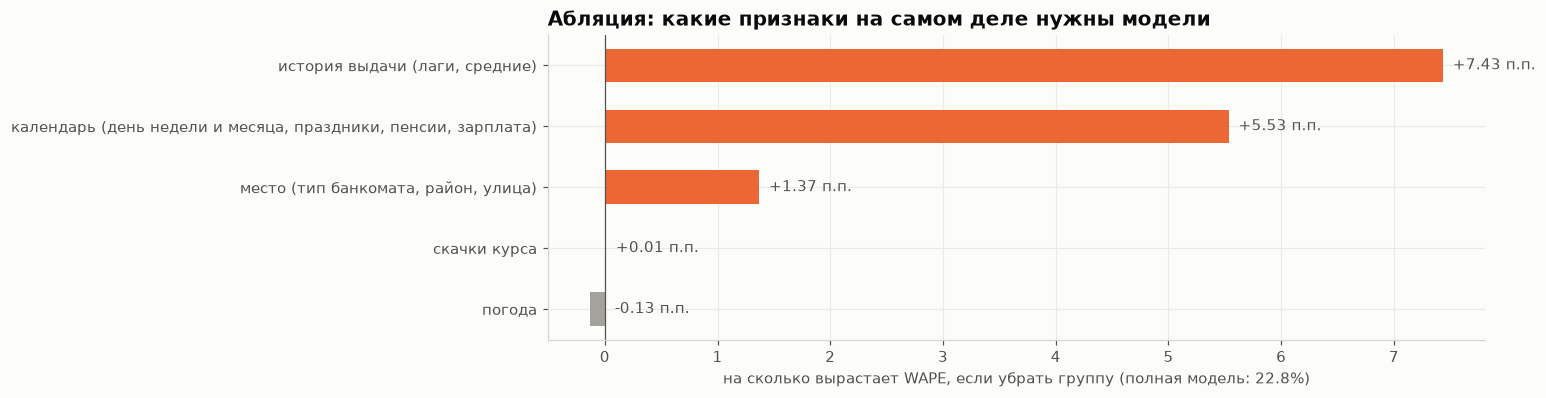 Абляция: какие признаки на самом деле нужны модели
история выдачи (лаги, средние)
+7.43 п.п.
календарь (день недели и месяца, праздники, пенсии, зарплата)
+5.53 п.п.
место (тип банкомата, район, улица)
+1.37 п.п.
скачки курса
+0.01 п.п.
погода
-0.13 п.п.
0 1 2 3 4 5 6 7
на сколько вырастает WAPE, если убрать группу (полная модель: 22.8%)